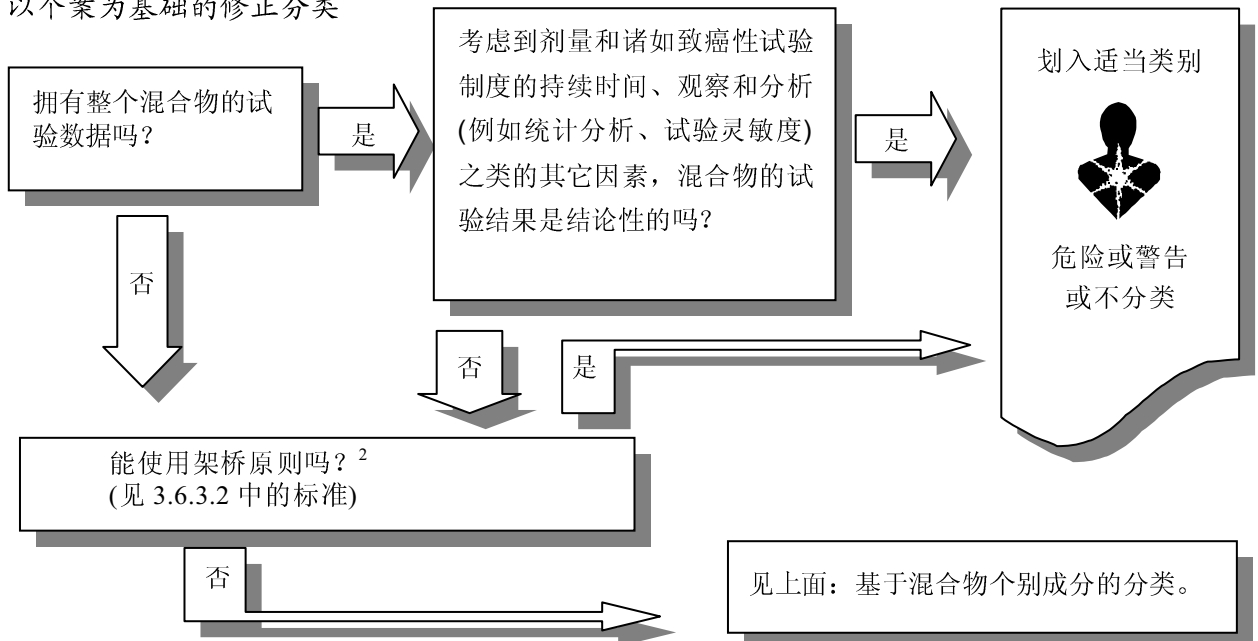 以个案为基础的修正分类
拥有整个混合物的试
验数据吗？
是
考虑到剂量和诸如致癌性试验
制度的持续时间、观察和分析
(例如统计分析、试验灵敏度)
之类的其它因素，混合物的试
验结果是结论性的吗？
是
划入适当类别
危险或警告
或不分类
否
否
是
能使用架桥原则吗？2
(见 3.6.3.2 中的标准)
否
见上面：基于混合物个别成分的分类。